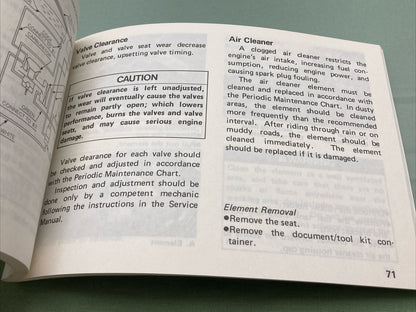 Valve Clearance
Valve and valve seat wear decrease
valve clearance, upsetting valve timing.
CAUTION
If valve clearance is left unadjusted,
the wear will eventually cause the valves
to remain partly open; which lowers
performance, burns the valves and valve
seats, and may cause serious engine
damage.
Valve clearance for each valve should
be checked and adjusted in accordance
with the Periodic Maintenance Chart.
Inspection and adjustment should be
done only by a competent mechanic
following the instructions in the Service
Manual.
Air Cleaner
A clogged air cleaner restricts the
engine's air intake, increasing fuel con-
sumption, reducing engine power, and
causing spark plug fouling.
The air cleaner element must be
cleaned and replaced in accordance with
the Periodic Maintenance Chart. In dusty
areas, the element should be cleaned
more frequently than the recommended
interval. After riding through rain or on
muddy roads, the element should be
cleaned immediately. The element
should be replaced if it is damaged.
Element Removal
●Remove the seat.
●Remove the document/tool kit con-
tainer.
71